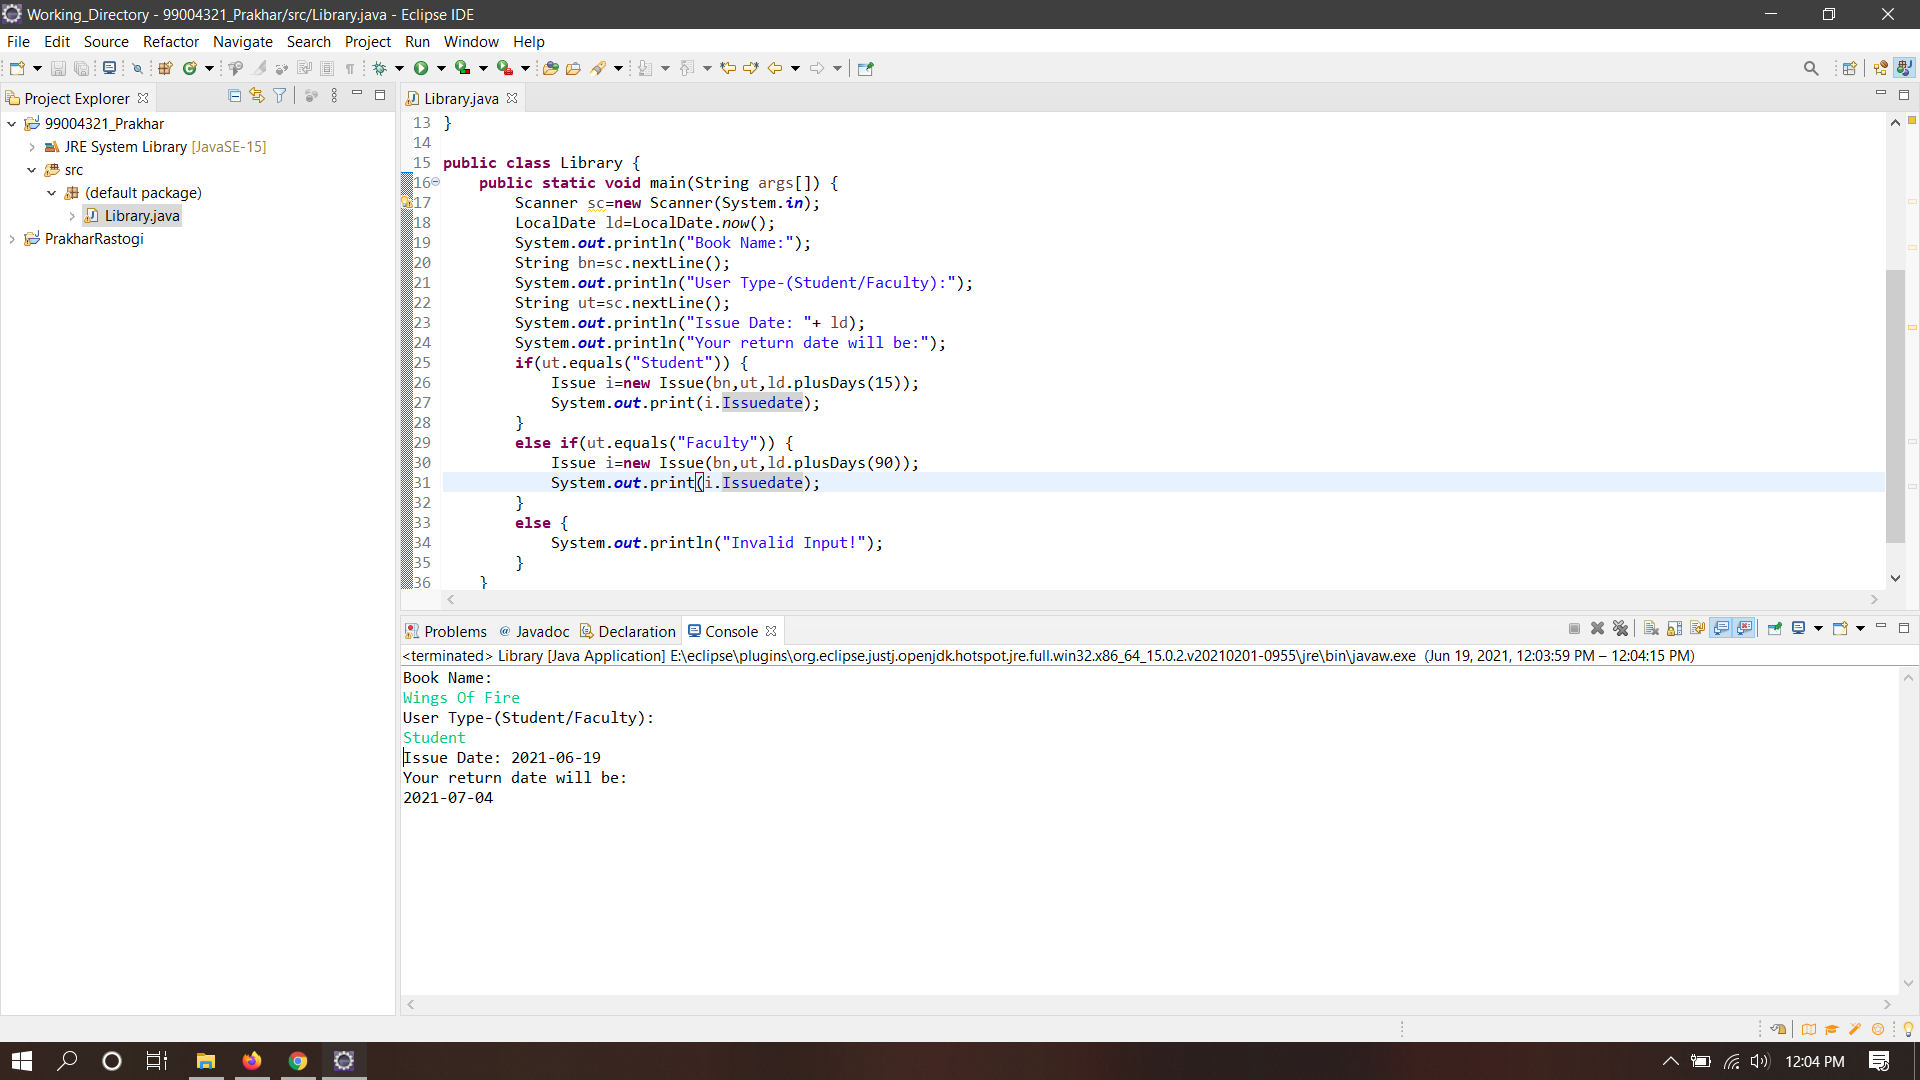 Working_Directory - 99004321_Prakhar/src/Library.java - Eclipse IDE
File Edit Source Refactor Navigate Search Project Run Window Help
Project Explorer
99004321_Prakhar
JRE System Library [JavaSE-15]
src
(default package)
Library.java
PrakharRastogi
Library.java
13 }
14
15 public class Library {
16 public static void main(String args[]) {
17 Scanner sc=new Scanner(System.in);
18 LocalDate ld=LocalDate.now();
19 System.out.println("Book Name:");
20 String bn=sc.nextLine();
21 System.out.println("User Type-(Student/Faculty):");
22 String ut=sc.nextLine();
23 System.out.println("Issue Date: "+ ld);
24 System.out.println("Your return date will be:");
25 if(ut.equals("Student")) {
26 Issue i=new Issue(bn,ut,ld.plusDays(15));
27 System.out.print(i.Issuedate);
28 }
29 else if(ut.equals("Faculty")) {
30 Issue i=new Issue(bn,ut,ld.plusDays(90));
31 System.out.print(i.Issuedate);
32 }
33 else {
34 System.out.println("Invalid Input!");
35 }
36 }
Problems @ Javadoc Declaration Console
<terminated> Library [Java Application] E:\eclipse\plugins\org.eclipse.justj.openjdk.hotspot.jre.full.win32.x86_64_15.0.2.v20210201-0955\jre\bin\javaw.exe (Jun 19, 2021, 12:03:59 PM – 12:04:15 PM)
Book Name:
Wings Of Fire
User Type-(Student/Faculty):
Student
Issue Date: 2021-06-19
Your return date will be:
2021-07-04
12:04 PM